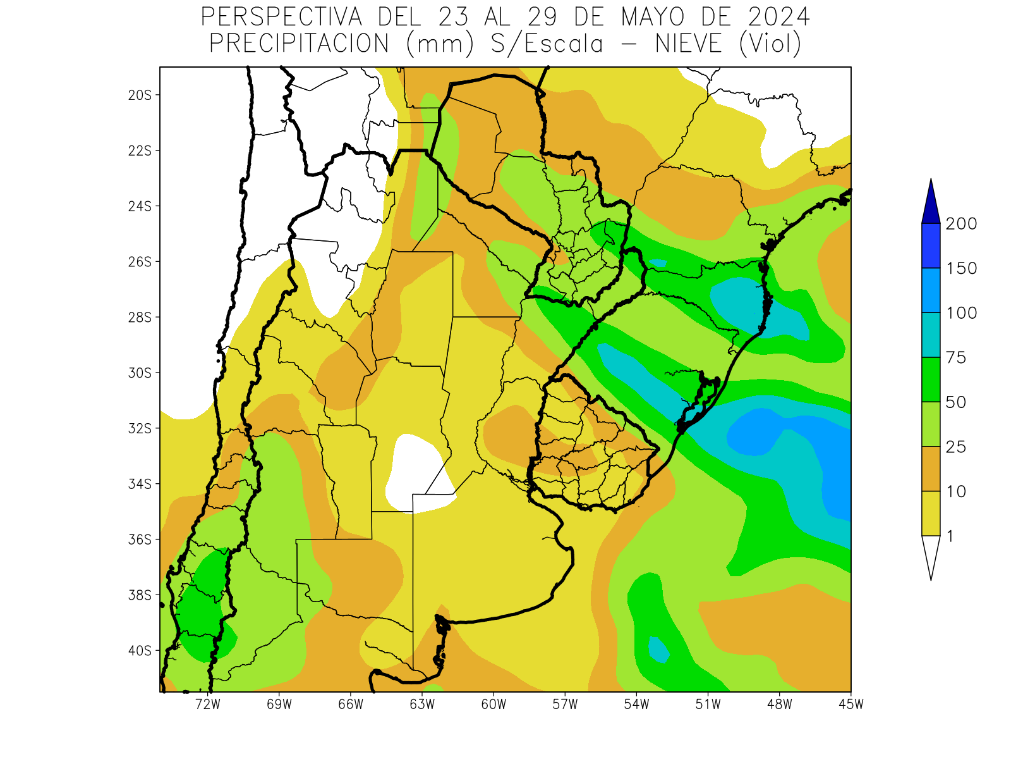 PERSPECTIVA DEL 23 AL 29 DE MAYO DE 2024
PRECIPITACION (mm) S/Escala – NIEVE (Viol)
20S
22S
24S
26S
28S
30S
32S
34S
36S
38S
40S
72W 69W 66W 63W 60W 57W 54W 51W 48W 45W
200
150
100
75
50
25
10
1